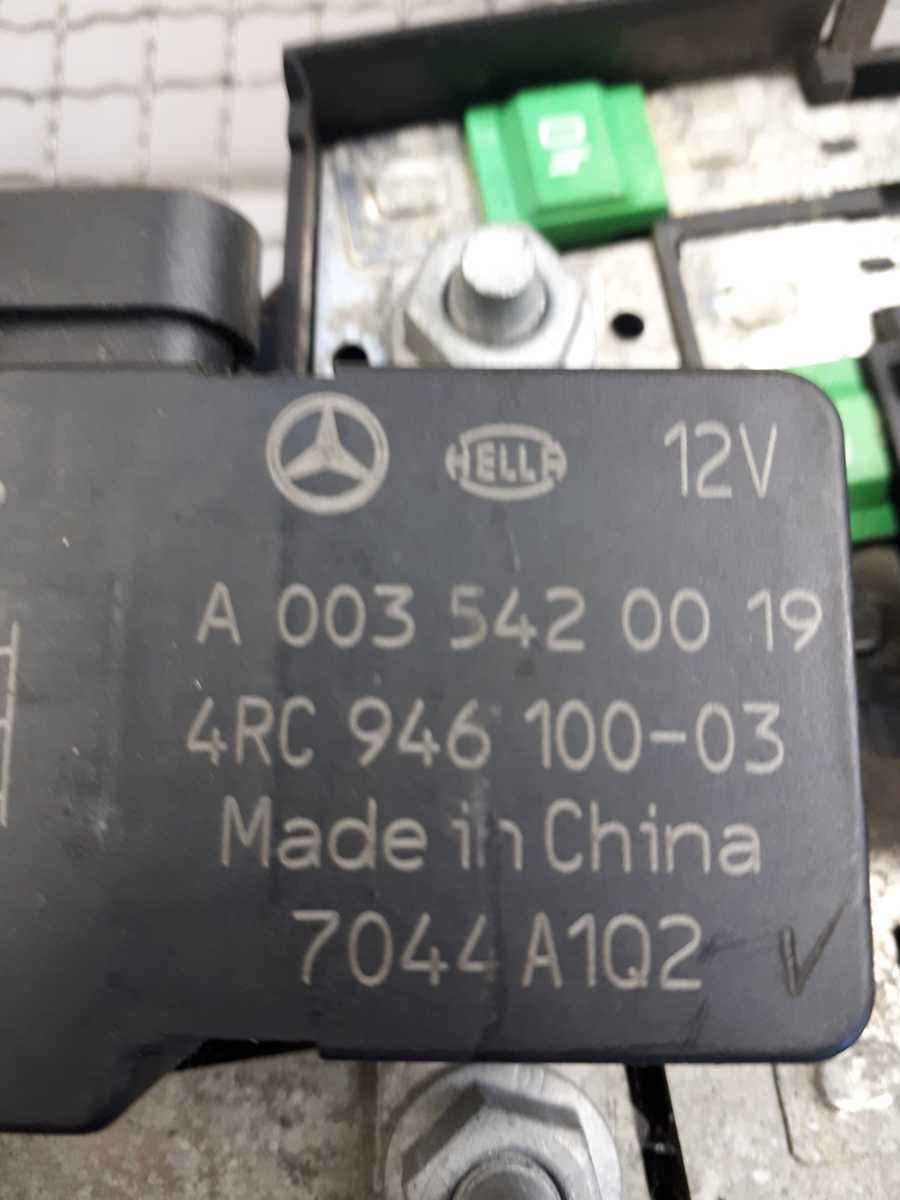 HELLA 12V
A 003 542 00 19
4RC 946 100-03
Made in China
7044 A1Q2